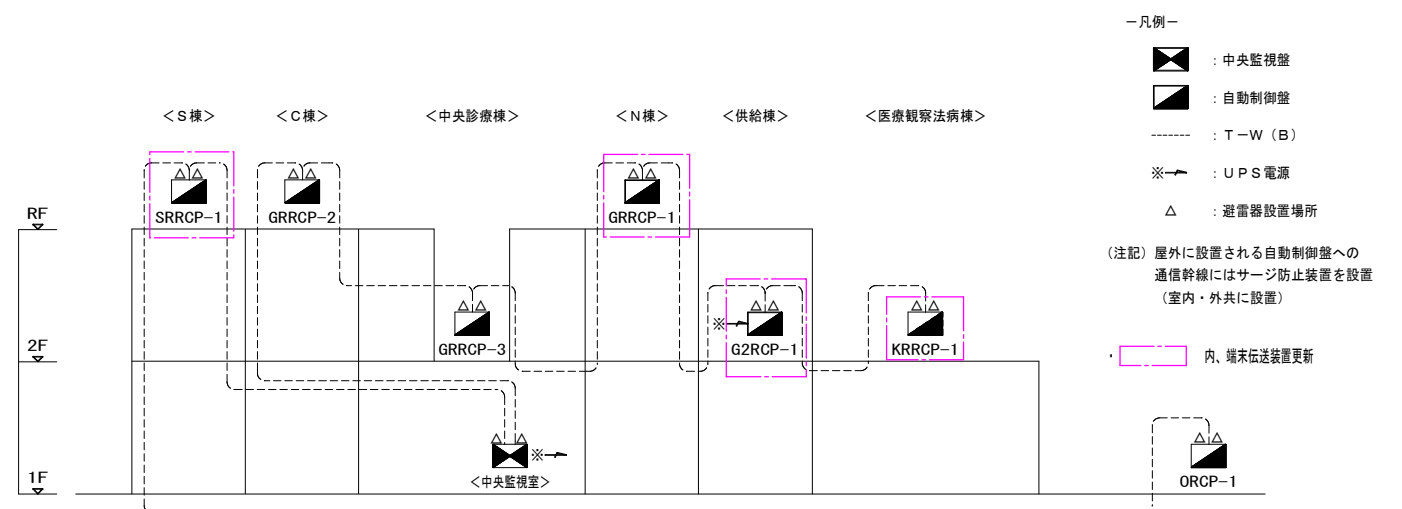 －凡例－
：中央監視盤
：自動制御盤
：Ｔ－Ｗ（Ｂ）
※
：ＵＰＳ電源
△
：避雷器設置場所
（注記）屋外に設置される自動制御盤への
通信幹線にはサージ防止装置を設置
（室内・外共に設置）
・
内、端末伝送装置更新
＜Ｓ棟＞
＜Ｃ棟＞
＜中央診療棟＞
＜Ｎ棟＞
＜供給棟＞
＜医療観察法病棟＞
RF
SRRCP－1
GRRCP－2
GRRCP－1
2F
GRRCP－3
※
G2RCP－1
KRRCP－1
※
＜中央監視室＞
1F
ORCP－1